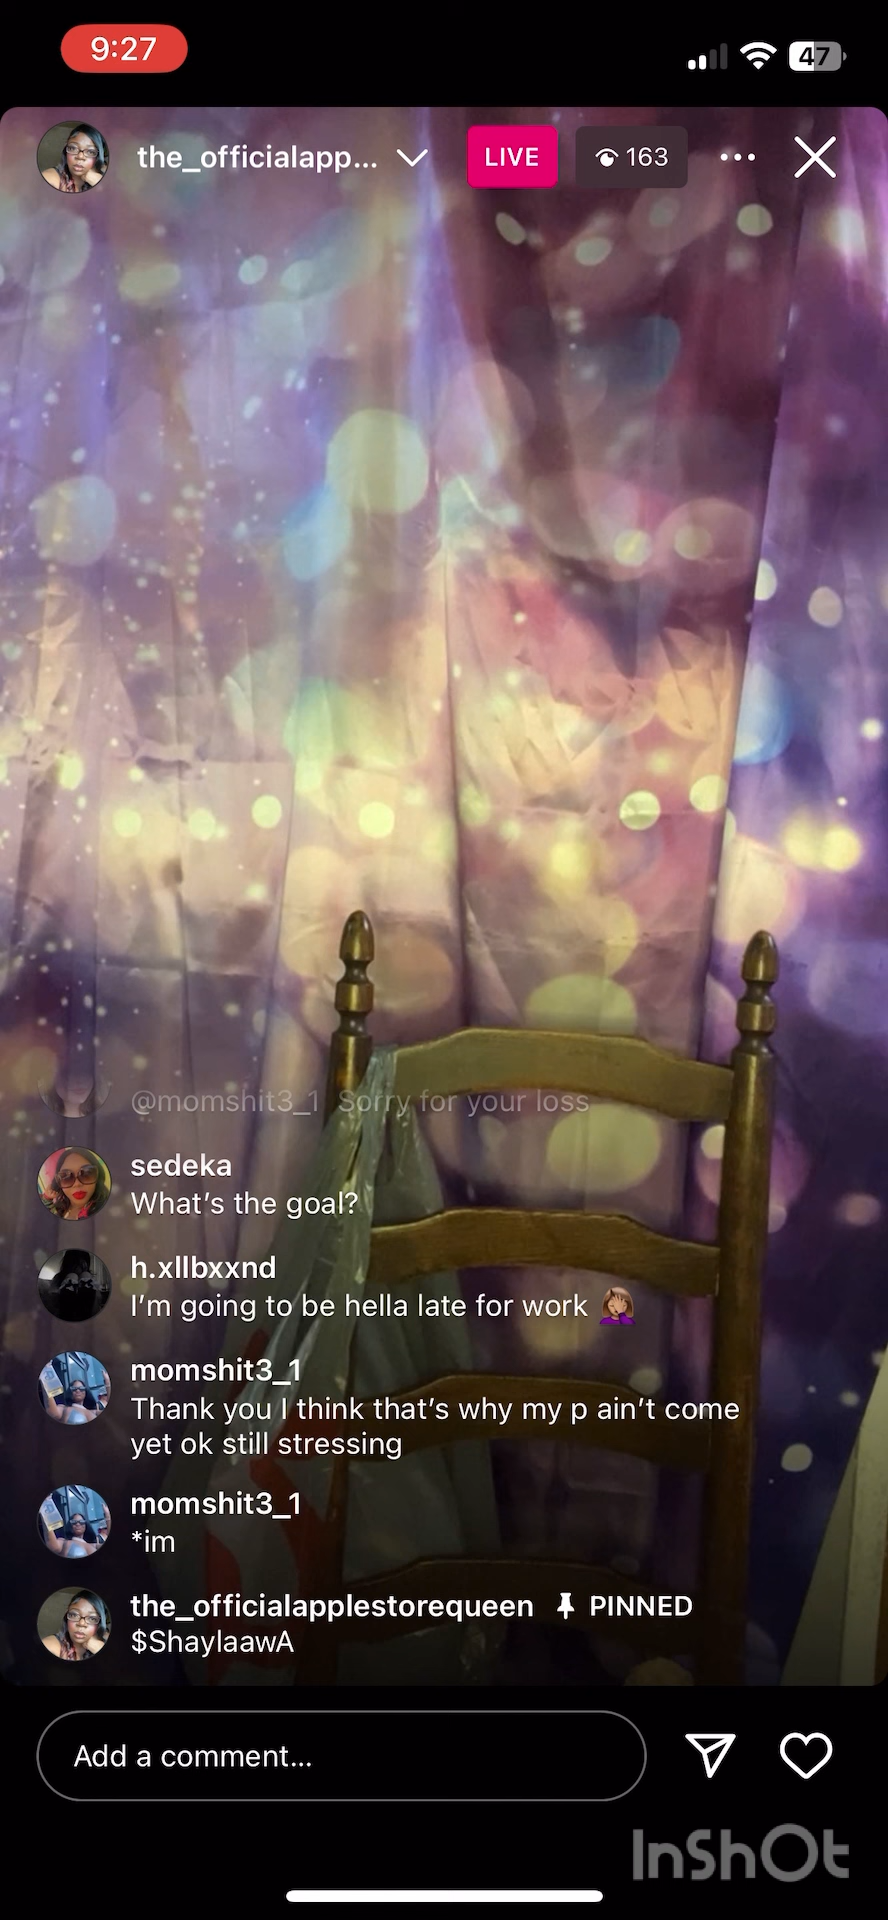 9:27
47
the_officialapp...
LIVE
163
@momshit3_1 Sorry for your loss
sedeka
What's the goal?
h.xllbxxnd
I'm going to be hella late for work 🤦🏽‍♀️
momshit3_1
Thank you I think that's why my p ain't come
yet ok still stressing
momshit3_1
*im
the_officialapplestorequeen PINNED
$ShylaawA
Add a comment...
InShOt